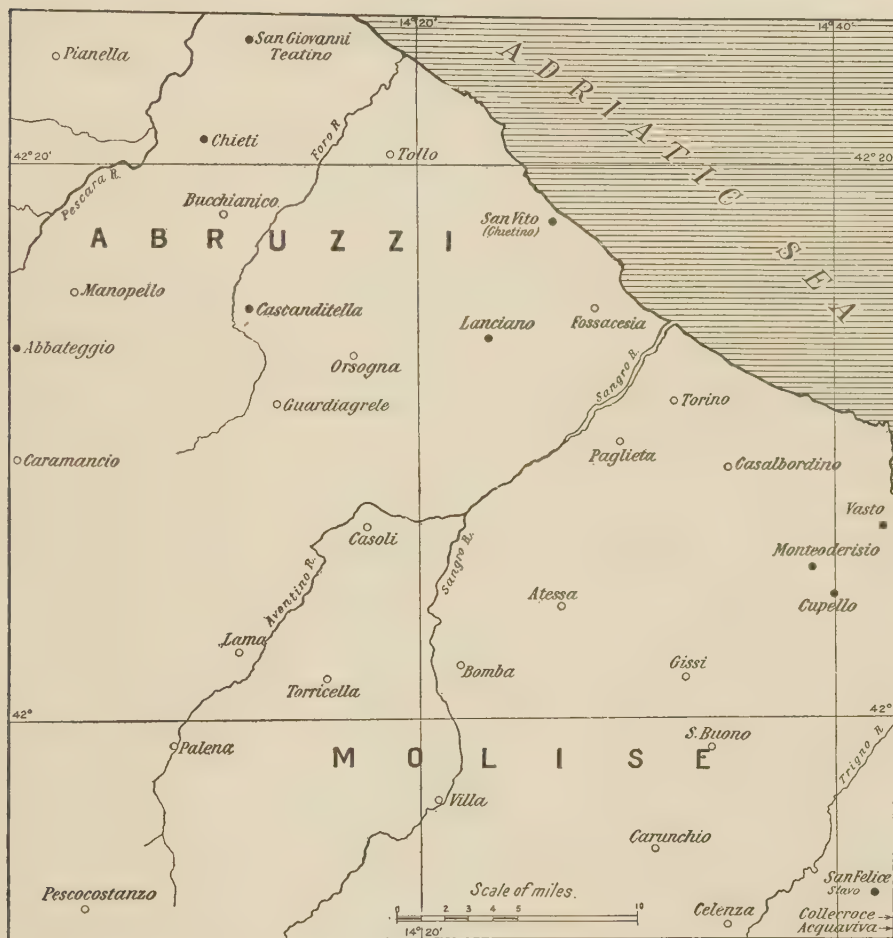 14° 20'
14° 40'
Pianella
San Giovanni
Teatino
ADRIATIC SEA
Foro R
Chieti
Tollo
42° 20'
42° 20'
Pescara R.
Bucchianico
San Vito
(Chietino)
ABRUZZI
Manopello
Cascanditella
Fossacesia
Lanciano
Abbateggio
Orsogna
Sangro R.
Guardiagrele
Torino
Caramancio
Paglieta
Casalbordino
Vasto
Casoli
Sangro R.
Monteoderisio
Aventino R.
Atessa
Cupello
Lama
Bomba
Gissi
Torricella
42°
42°
S. Buono
Palena
MOLISE
Trigno R
Villa
Carunchio
Pescocostanzo
Scale of miles.
San Felice
Slavo
0 1 2 3 4 5 10
Celenza
Collecroce →
Acquaviva →
14° 20'